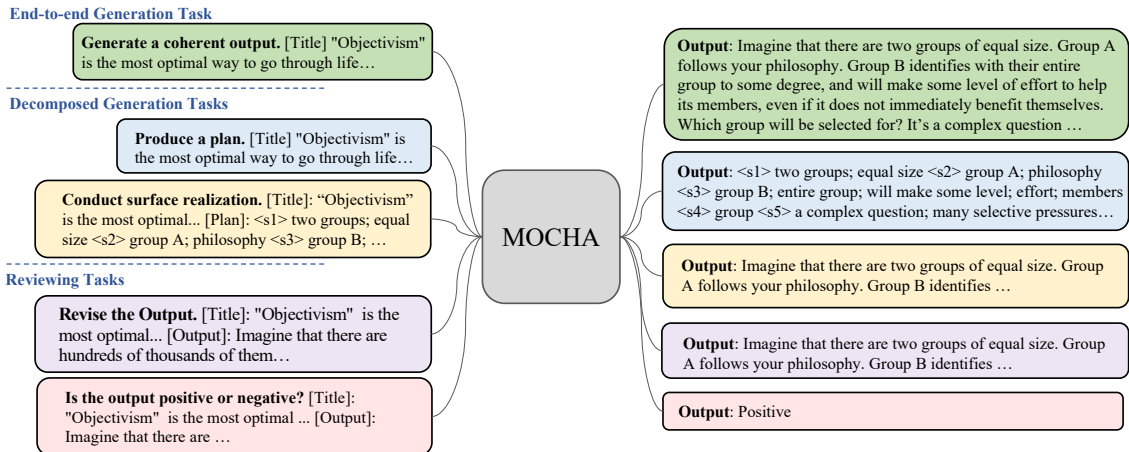 End-to-end Generation Task
Generate a coherent output. [Title] "Objectivism"
is the most optimal way to go through life…
Decomposed Generation Tasks
Produce a plan. [Title] "Objectivism" is
the most optimal way to go through life…
Conduct surface realization. [Title]: “Objectivism”
is the most optimal... [Plan]: <s1> two groups; equal
size <s2> group A; philosophy <s3> group B; …
Reviewing Tasks
Revise the Output. [Title]: "Objectivism" is the
most optimal... [Output]: Imagine that there are
hundreds of thousands of them…
Is the output positive or negative? [Title]:
"Objectivism" is the most optimal ... [Output]:
Imagine that there are …
MOCHA
Output: Imagine that there are two groups of equal size. Group A
follows your philosophy. Group B identifies with their entire
group to some degree, and will make some level of effort to help
its members, even if it does not immediately benefit themselves.
Which group will be selected for? It’s a complex question …
Output: <s1> two groups; equal size <s2> group A; philosophy
<s3> group B; entire group; will make some level; effort; members
<s4> group <s5> a complex question; many selective pressures…
Output: Imagine that there are two groups of equal size. Group
A follows your philosophy. Group B identifies …
Output: Imagine that there are two groups of equal size. Group
A follows your philosophy. Group B identifies …
Output: Positive